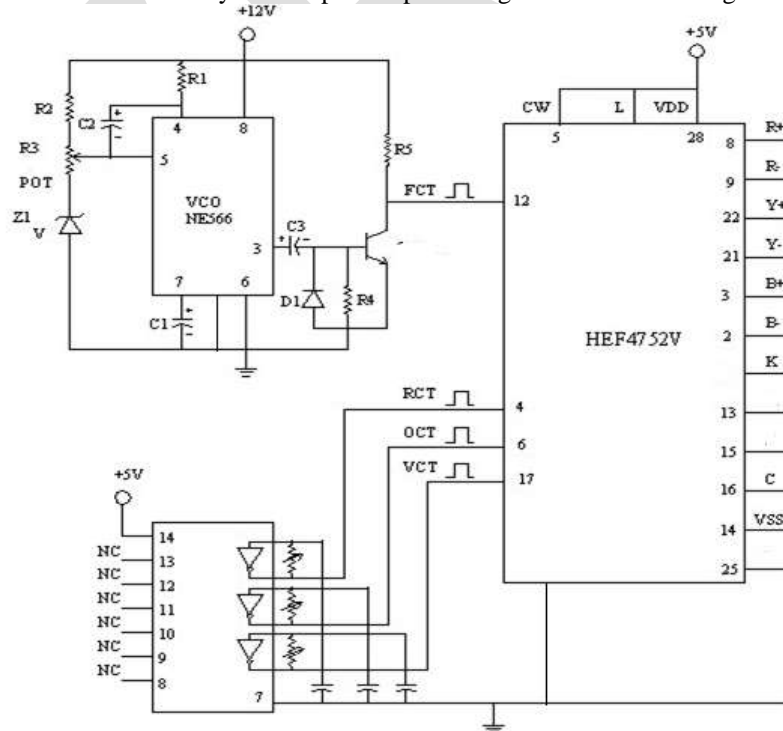 +12V
+5V
R1
R2
C2
CW
L
VDD
R+
4
8
5
28
8
R3
5
R5
R-
POT
FCT
9
12
VCO
NE566
Y+
Z1
V
C3
22
3
Y-
21
7
6
D1
R4
B+
3
C1
B-
2
HEF4752V
K
RCT
4
13
OCT
6
15
VCT
17
C
16
+5V
VSS
14
14
NC
13
25
NC
12
NC
11
NC
10
NC
9
NC
8
7